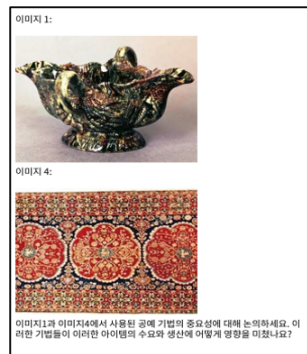 이미지 1:
이미지 4:
이미지1과 이미지4에서 사용된 공예 기법의 중요성에 대해 논의하세요. 이
러한 기법들이 이러한 아이템의 수요와 생산에 어떻게 영향을 미쳤나요?